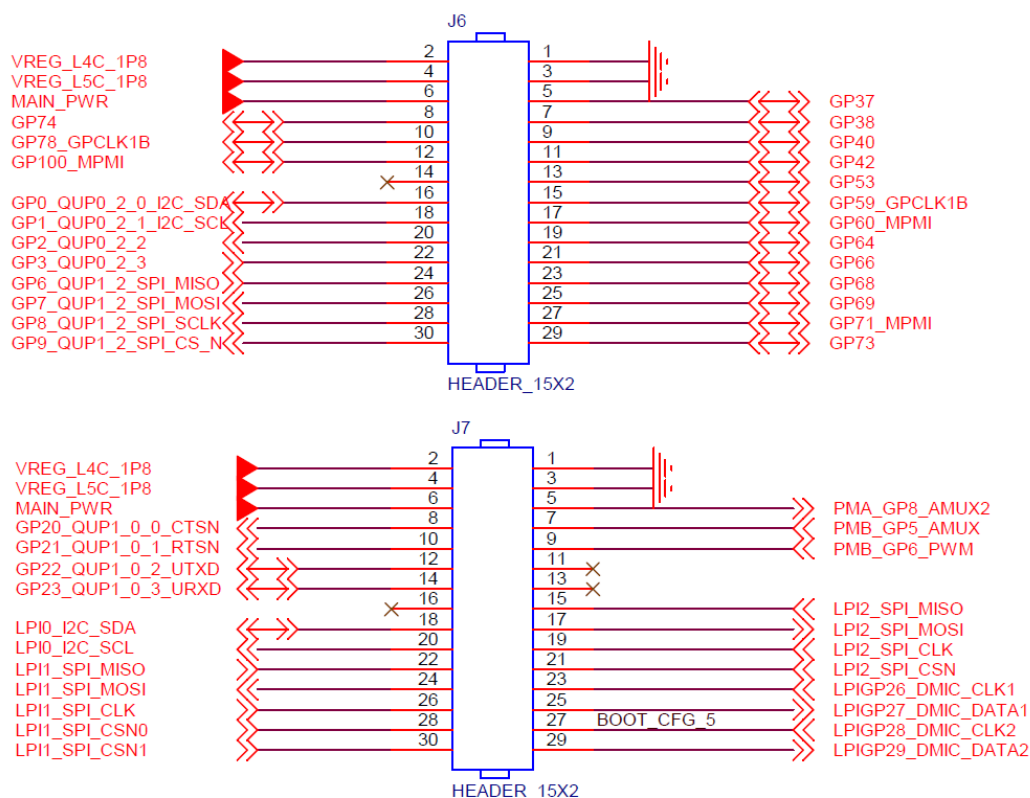 J6
VREG_L4C_1P8 2 1
VREG_L5C_1P8 4 3
MAIN_PWR 6 5 GP37
GP74 8 7 GP38
GP78_GPCLK1B 10 9 GP40
GP100_MPMI 12 11 GP42
14 13 GP53
GP0_QUP0_2_0_I2C_SDA 16 15 GP59_GPCLK1B
GP1_QUP0_2_1_I2C_SCL 18 17 GP60_MPMI
GP2_QUP0_2_2 20 19 GP64
GP3_QUP0_2_3 22 21 GP66
GP6_QUP1_2_SPI_MISO 24 23 GP68
GP7_QUP1_2_SPI_MOSI 26 25 GP69
GP8_QUP1_2_SPI_SCLK 28 27 GP71_MPMI
GP9_QUP1_2_SPI_CS_N 30 29 GP73
HEADER_15X2
J7
VREG_L4C_1P8 2 1
VREG_L5C_1P8 4 3
MAIN_PWR 6 5 PMA_GP8_AMUX2
GP20_QUP1_0_0_CTSN 8 7 PMB_GP5_AMUX
GP21_QUP1_0_1_RTSN 10 9 PMB_GP6_PWM
GP22_QUP1_0_2_UTXD 12 11
GP23_QUP1_0_3_URXD 14 13
16 15 LPI2_SPI_MISO
LPI0_I2C_SDA 18 17 LPI2_SPI_MOSI
LPI0_I2C_SCL 20 19 LPI2_SPI_CLK
LPI1_SPI_MISO 22 21 LPI2_SPI_CSN
LPI1_SPI_MOSI 24 23 LPIGP26_DMIC_CLK1
LPI1_SPI_CLK 26 25 LPIGP27_DMIC_DATA1
LPI1_SPI_CSN0 28 27 BOOT_CFG_5 LPIGP28_DMIC_CLK2
LPI1_SPI_CSN1 30 29 LPIGP29_DMIC_DATA2
HEADER_15X2